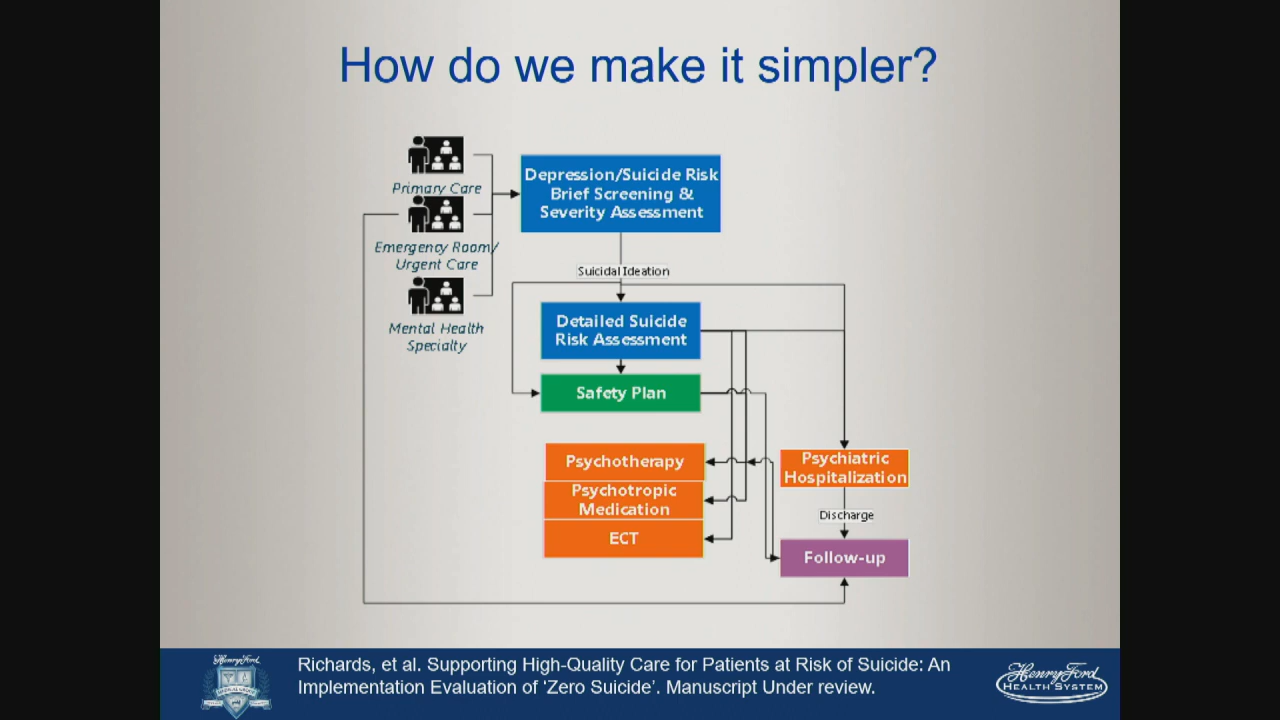 How do we make it simpler?
Primary Care
Emergency Room/
Urgent Care
Mental Health
Specialty
Depression/Suicide Risk
Brief Screening &
Severity Assessment
Suicidal Ideation
Detailed Suicide
Risk Assessment
Safety Plan
Psychotherapy
Psychotropic
Medication
ECT
Psychiatric
Hospitalization
Discharge
Follow-up
Henry Ford
Richards, et al. Supporting High-Quality Care for Patients at Risk of Suicide: An
Implementation Evaluation of ‘Zero Suicide’. Manuscript Under review.
Henry Ford
HEALTH SYSTEM